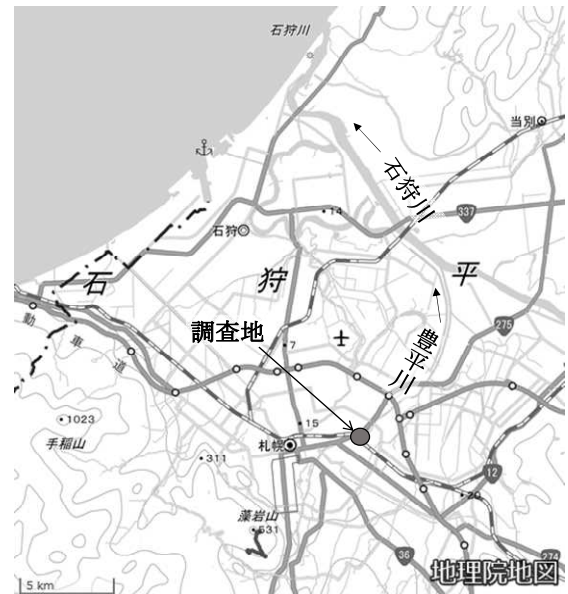 石狩川
当別
石狩川
337
14
石狩
石
狩
平
275
調査地
豊平川
動
車
道
7
1023
手稲山
15
札幌
311
12
藻岩山
531
36
274
5 km
地理院地図